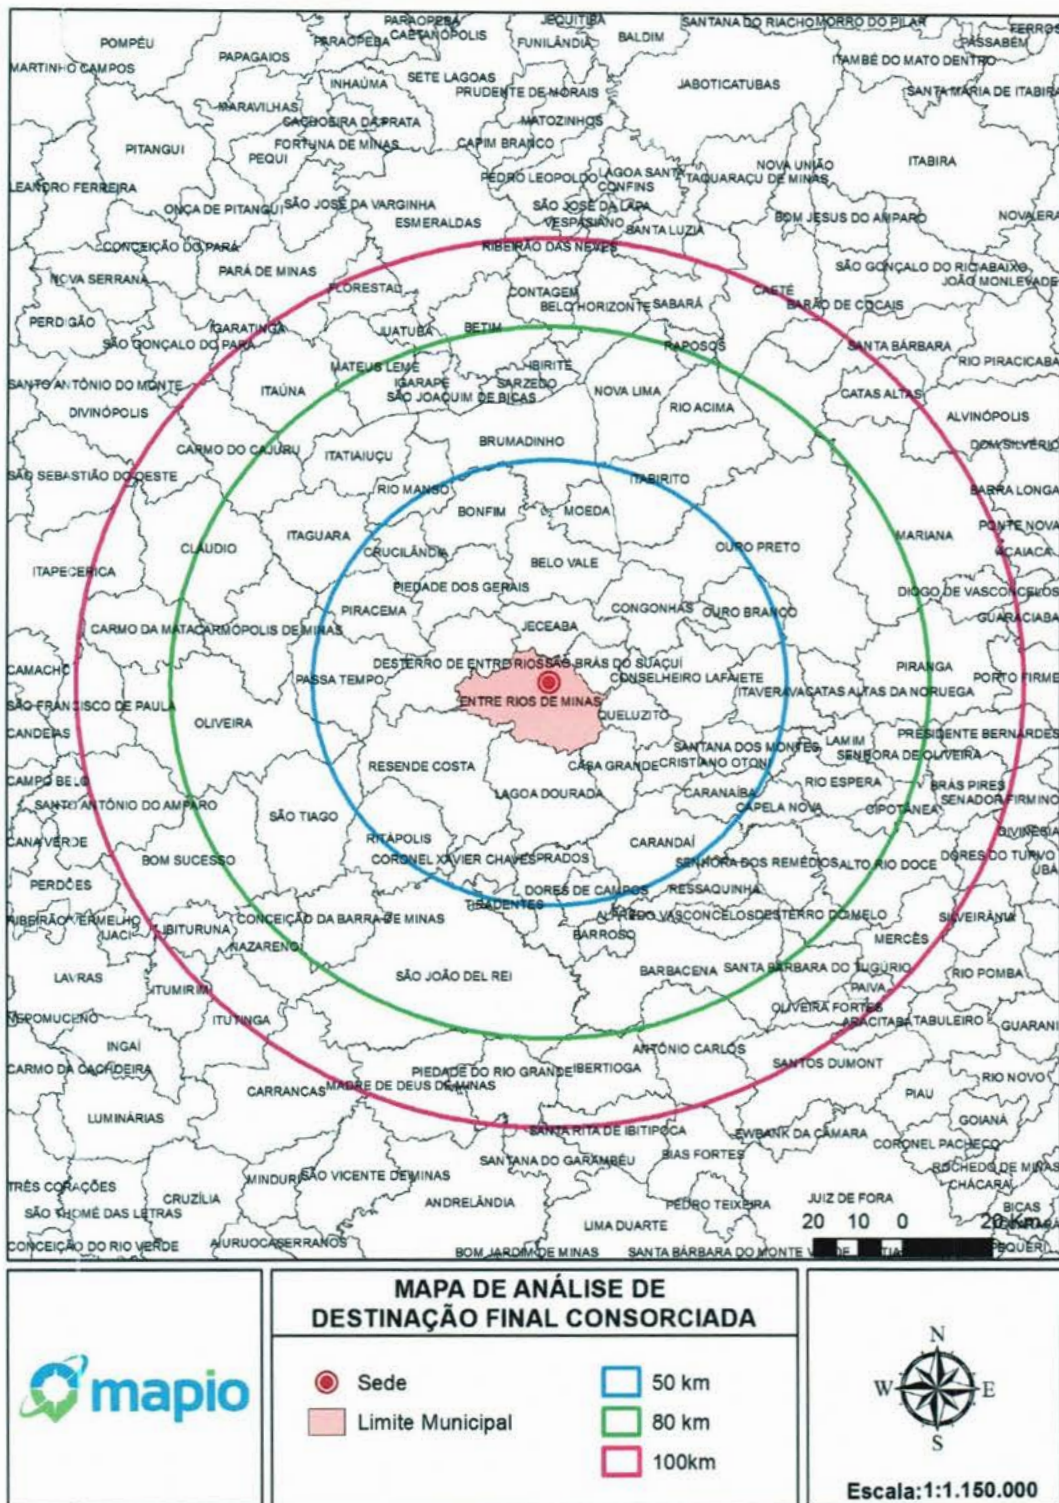 PARAOPEBA
JEQUITIBÁ
SANTANA DO RIACHO
MORRO DO PILAR
FERROS
POMPÉU
PARAOPEBA
CAETANÓPOLIS
FUNILÂNDIA
BALDIM
PASSABÉM
MARTINHO CAMPOS
PAPAGAIOS
ITAMBÉ DO MATO DENTRO
INHAÚMA
SETE LAGOAS
JABOTICATUBAS
PRUDENTE DE MORAIS
SANTA MARIA DE ITABIRA
MARAVILHAS
CACHOEIRA DA PRATA
MATOZINHOS
PITANGUI
FORTUNA DE MINAS
CAPIM BRANCO
PEQUI
NOVA UNIÃO
ITABIRA
LEANDRO FERREIRA
PEDRO LEOPOLDO
LAGOA SANTA
TAQUARAÇU DE MINAS
CONFINS
ONÇA DE PITANGUI
SÃO JOSÉ DA VARGINHA
SÃO JOSÉ DA LAPA
ESMERALDAS
VESPASIANO
BOM JESUS DO AMPARO
NOVA ERA
SANTA LUZIA
CONCEIÇÃO DO PARÁ
RIBEIRÃO DAS NEVES
NOVA SERRANA
PARÁ DE MINAS
SÃO GONÇALO DO RIO ABAIXO
JOÃO MONLEVADE
FLORESTAL
CONTAGEM
CAETÉ
BELO HORIZONTE
SABARÁ
BARÃO DE COCAIS
PERDIGÃO
IGARATINGA
JUATUBA
BETIM
SÃO GONÇALO DO PARÁ
RAPOSOS
SANTA BÁRBARA
RIO PIRACICABA
MATEUS LEME
IBIRITÉ
SANTO ANTÔNIO DO MONTE
ITAÚNA
IGARAPÉ
SARZEDO
NOVA LIMA
CATAS ALTAS
SÃO JOAQUIM DE BICAS
DIVINÓPOLIS
RIO ACIMA
ALVINÓPOLIS
CARMO DO CAJURU
BRUMADINHO
DOM SILVÉRIO
ITATIAIUÇU
SÃO SEBASTIÃO DO OESTE
ITABIRITO
RIO MANSO
BARRA LONGA
BONFIM
MOEDA
PONTE NOVA
ITAGUARA
MARIANA
CLÁUDIO
CRUCILÂNDIA
OURO PRETO
ACAIACA
ITAPECERICA
BELO VALE
PIEDADE DOS GERAIS
DIOGO DE VASCONCELOS
PIRACEMA
CONGONHAS
OURO BRANCO
GUARACIABA
CARMO DA MATA
CARMÓPOLIS DE MINAS
JECEABA
CAMACHO
DESTERRO DE ENTRE RIOS
SÃO BRÁS DO SUAÇUÍ
PIRANGA
PASSA TEMPO
CONSELHEIRO LAFAIETE
PORTO FIRME
ITAVERAVA
CATAS ALTAS DA NORUEGA
SÃO FRANCISCO DE PAULA
ENTRE RIOS DE MINAS
QUELUZITO
OLIVEIRA
CANDEIAS
PRESIDENTE BERNARDES
LAMIM
SANTANA DOS MONTES
SENHORA DE OLIVEIRA
RESENDE COSTA
CASA GRANDE
CRISTIANO OTONI
CAMPO BELO
RIO ESPERA
BRÁS PIRES
LAGOA DOURADA
CARANAÍBA
SANTO ANTÔNIO DO AMPARO
CAPELA NOVA
CIPOTÂNEA
SENADOR FIRMINO
SÃO TIAGO
CANA VERDE
RITÁPOLIS
CARANDAÍ
DIVINÉSIA
BOM SUCESSO
CORONEL XAVIER CHAVES
PRADOS
SENHORA DOS REMÉDIOS
ALTO RIO DOCE
DORES DO TURVO
UBÁ
PERDÕES
DORES DE CAMPOS
RESSAQUINHA
TIRADENTES
RIBEIRÃO VERMELHO
CONCEIÇÃO DA BARRA DE MINAS
ALFREDO VASCONCELOS
DESTERRO DO MELO
SILVEIRÂNIA
IJACI
IBITURUNA
BARROSO
MERCÊS
NAZARENO
LAVRAS
SÃO JOÃO DEL REI
BARBACENA
SANTA BÁRBARA DO TUGÚRIO
RIO POMBA
ITUMIRIM
PAIVA
OLIVEIRA FORTES
NEPOMUCENO
ITUTINGA
ARACITABA
TABULEIRO
GUARANI
INGAÍ
ANTÔNIO CARLOS
CARMO DA CACHOEIRA
PIEDADE DO RIO GRANDE
IBERTIOGA
SANTOS DUMONT
CARRANCAS
MADRE DE DEUS DE MINAS
RIO NOVO
PIAU
LUMINÁRIAS
GOIANÁ
SANTA RITA DE IBITIPOCA
EWBANK DA CÂMARA
CORONEL PACHECO
SANTANA DO GARAMBÉU
BIAS FORTES
ROCHEDO DE MINAS
MINDURI
SÃO VICENTE DE MINAS
CHÁCARA
TRÊS CORAÇÕES
CRUZÍLIA
ANDRELÂNDIA
PEDRO TEIXEIRA
JUIZ DE FORA
BICAS
SÃO THOMÉ DAS LETRAS
LIMA DUARTE
20 10 0 20 Km
CONCEIÇÃO DO RIO VERDE
AIURUOCA
SERRANOS
BOM JARDIM DE MINAS
SANTA BÁRBARA DO MONTE VERDE
PEQUERI
MAPA DE ANÁLISE DE
DESTINAÇÃO FINAL CONSORCIADA
mapio
Sede
Limite Municipal
50 km
80 km
100km
N
W E
S
Escala:1:1.150.000